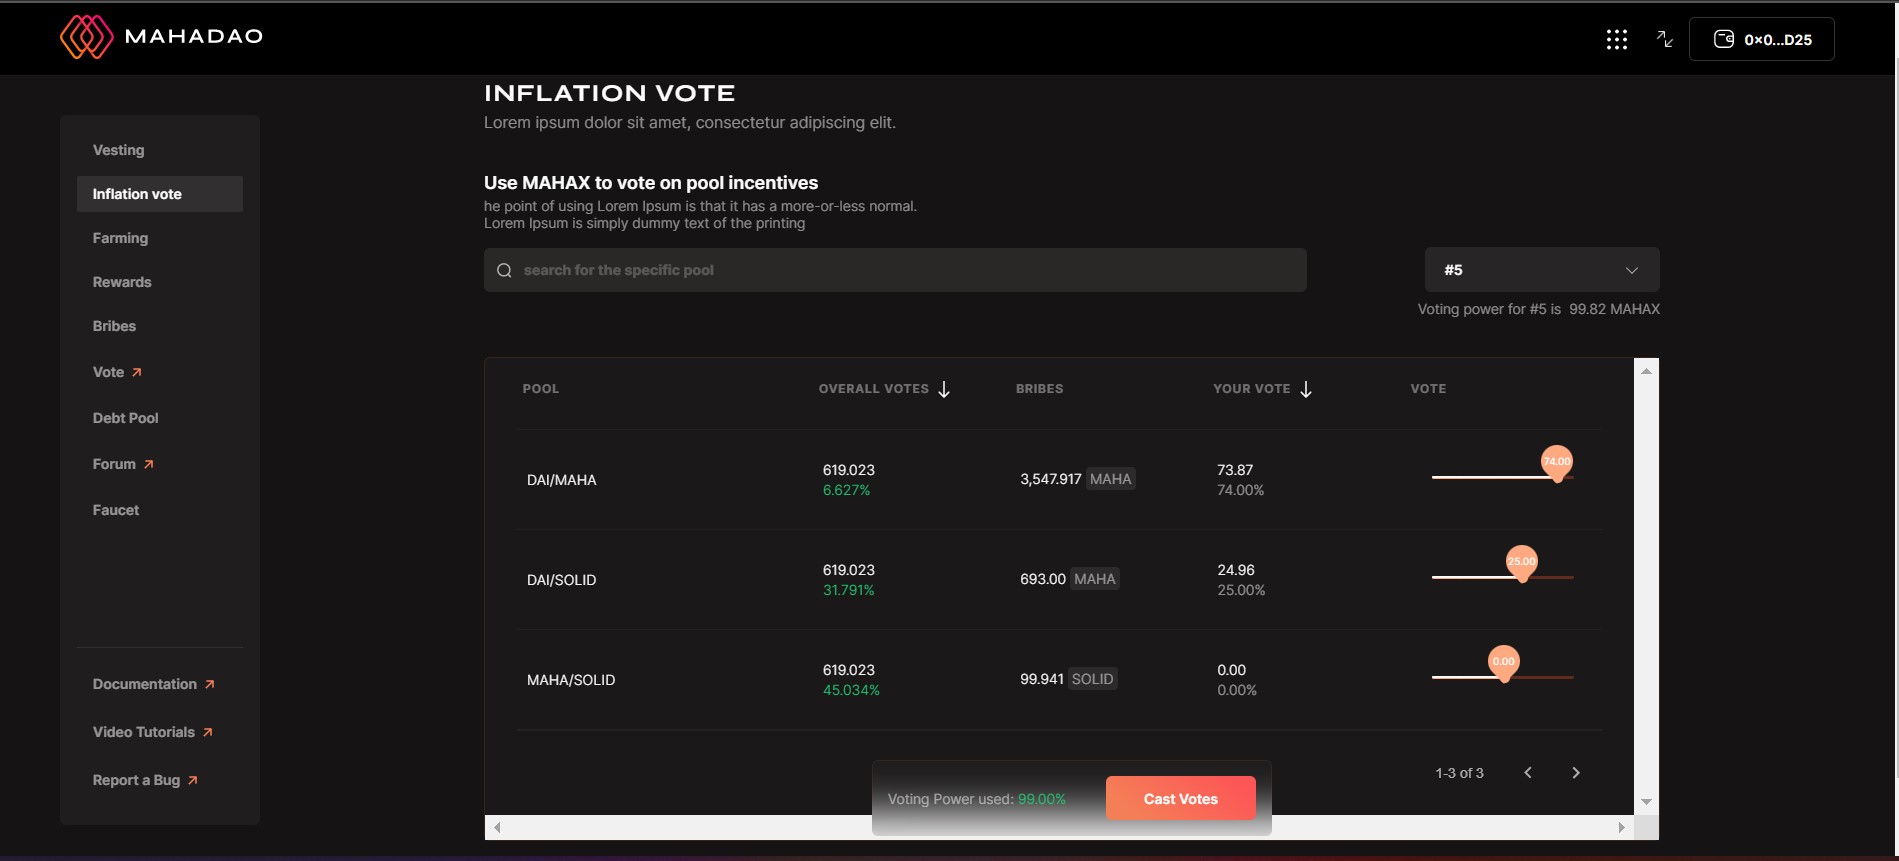 MAHADAO
0×0...D25
INFLATION VOTE
Lorem ipsum dolor sit amet, consectetur adipiscing elit.
Vesting
Inflation vote
Farming
Rewards
Bribes
Vote
Debt Pool
Forum
Faucet
Documentation
Video Tutorials
Report a Bug
Use MAHAX to vote on pool incentives
he point of using Lorem Ipsum is that it has a more-or-less normal.
Lorem Ipsum is simply dummy text of the printing
search for the specific pool
#5
Voting power for #5 is 99.82 MAHAX
POOL OVERALL VOTES BRIBES YOUR VOTE VOTE
DAI/MAHA 619.023 3,547.917 MAHA 73.87 74.00
6.627% 74.00%
DAI/SOLID 619.023 693.00 MAHA 24.96 25.00
31.791% 25.00%
MAHA/SOLID 619.023 99.941 SOLID 0.00 0.00
45.034% 0.00%
1-3 of 3
Voting Power used: 99.00% Cast Votes